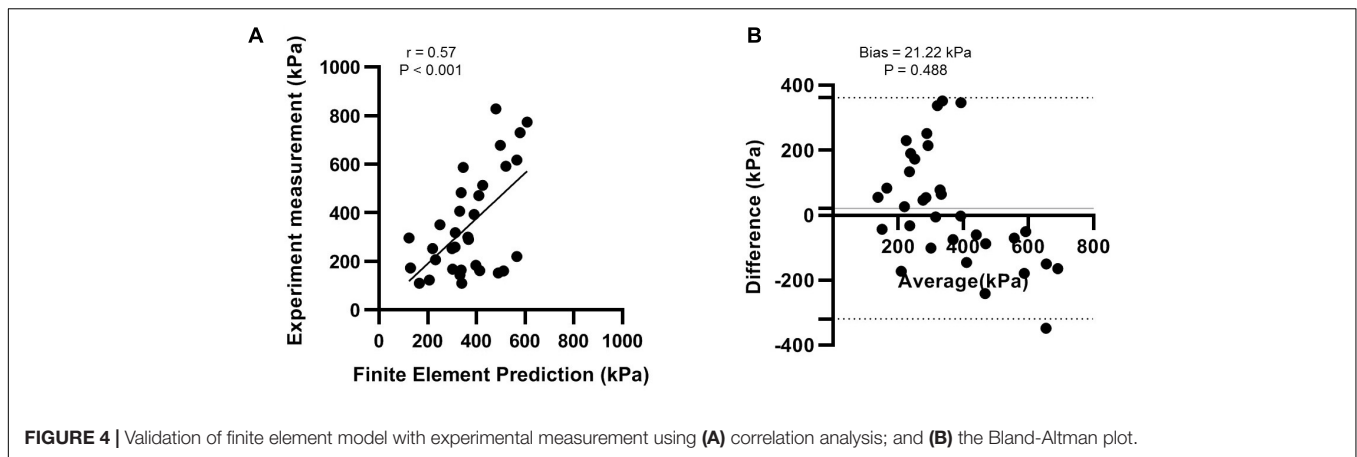 A
r = 0.57
P < 0.001
Experiment measurement (kPa)
1000
800
600
400
200
0
0 200 400 600 800 1000
Finite Element Prediction (kPa)
B
Bias = 21.22 kPa
P = 0.488
Difference (kPa)
400
200
0
-200
-400
200 400 600 800
Average(kPa)
FIGURE 4 | Validation of finite element model with experimental measurement using (A) correlation analysis; and (B) the Bland-Altman plot.